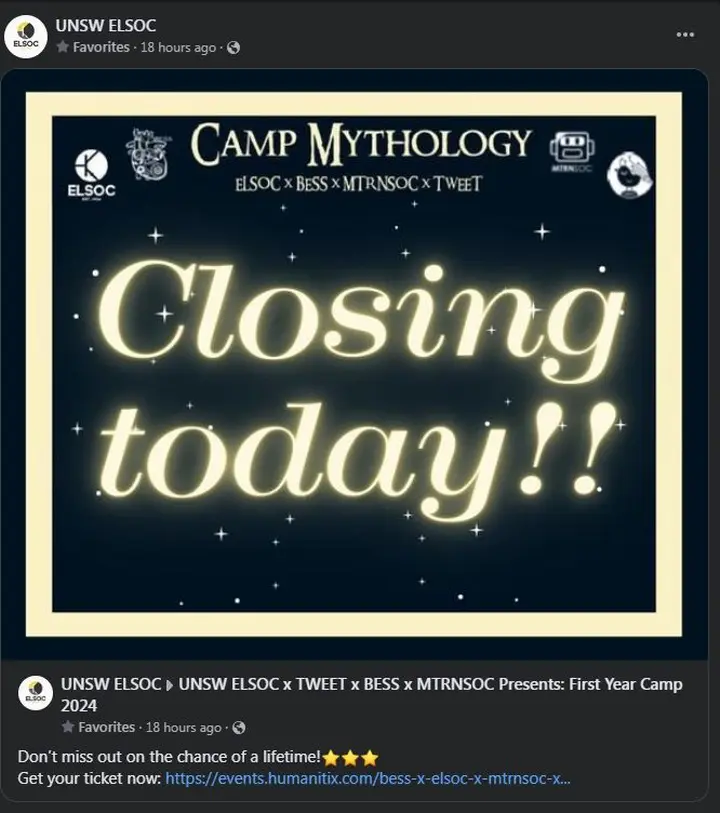 UNSW ELSOC
Favorites · 18 hours ago ·
CAMP MYTHOLOGY
ELSOC x BESS x MTRNSOC x TWEET
ELSOC
MTRNSOC
Closing
today!!
ELSOC
UNSW ELSOC ▸ UNSW ELSOC x TWEET x BESS x MTRNSOC Presents: First Year Camp
2024
Favorites · 18 hours ago ·
ELSOC
Don't miss out on the chance of a lifetime!⭐⭐⭐
Get your ticket now: https://events.humanitix.com/bess-x-elsoc-x-mtrnsoc-x...